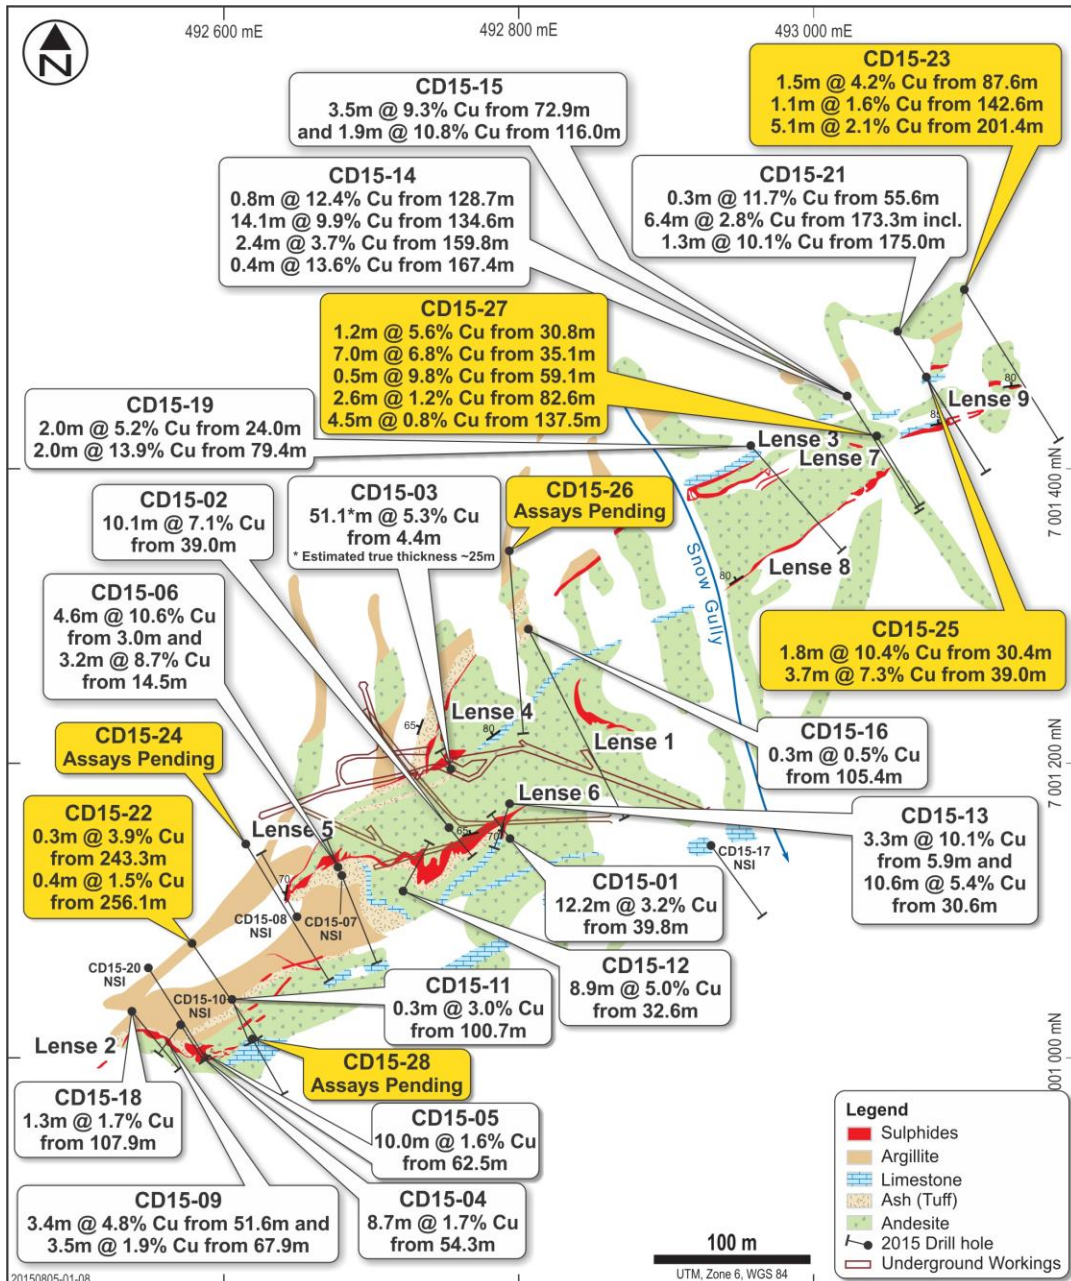 492 600 mE
492 800 mE
493 000 mE
N
CD15-23
1.5m @ 4.2% Cu from 87.6m
1.1m @ 1.6% Cu from 142.6m
5.1m @ 2.1% Cu from 201.4m
CD15-15
3.5m @ 9.3% Cu from 72.9m
and 1.9m @ 10.8% Cu from 116.0m
CD15-14
0.8m @ 12.4% Cu from 128.7m
14.1m @ 9.9% Cu from 134.6m
2.4m @ 3.7% Cu from 159.8m
0.4m @ 13.6% Cu from 167.4m
CD15-21
0.3m @ 11.7% Cu from 55.6m
6.4m @ 2.8% Cu from 173.3m incl.
1.3m @ 10.1% Cu from 175.0m
CD15-27
1.2m @ 5.6% Cu from 30.8m
7.0m @ 6.8% Cu from 35.1m
0.5m @ 9.8% Cu from 59.1m
2.6m @ 1.2% Cu from 82.6m
4.5m @ 0.8% Cu from 137.5m
80
Lense 9
85
CD15-19
2.0m @ 5.2% Cu from 24.0m
2.0m @ 13.9% Cu from 79.4m
Lense 3
Lense 7
7 001 400 mN
CD15-02
10.1m @ 7.1% Cu
from 39.0m
CD15-03
51.1*m @ 5.3% Cu
from 4.4m
* Estimated true thickness ~25m
CD15-26
Assays Pending
Snow Gully
Lense 8
80
CD15-06
4.6m @ 10.6% Cu
from 3.0m and
3.2m @ 8.7% Cu
from 14.5m
CD15-25
1.8m @ 10.4% Cu from 30.4m
3.7m @ 7.3% Cu from 39.0m
CD15-24
Assays Pending
65
Lense 4
80
Lense 1
CD15-16
0.3m @ 0.5% Cu
from 105.4m
7 001 200 mN
CD15-22
0.3m @ 3.9% Cu
from 243.3m
0.4m @ 1.5% Cu
from 256.1m
Lense 5
Lense 6
65
70
CD15-13
3.3m @ 10.1% Cu
from 5.9m and
10.6m @ 5.4% Cu
from 30.6m
CD15-17
NSI
70
CD15-07
NSI
CD15-08
NSI
CD15-01
12.2m @ 3.2% Cu
from 39.8m
CD15-12
8.9m @ 5.0% Cu
from 32.6m
CD15-20
NSI
CD15-10
NSI
CD15-11
0.3m @ 3.0% Cu
from 100.7m
Lense 2
CD15-28
Assays Pending
001 000 mN
CD15-18
1.3m @ 1.7% Cu
from 107.9m
CD15-05
10.0m @ 1.6% Cu
from 62.5m
CD15-09
3.4m @ 4.8% Cu from 51.6m and
3.5m @ 1.9% Cu from 67.9m
CD15-04
8.7m @ 1.7% Cu
from 54.3m
Legend
Sulphides
Argillite
Limestone
Ash (Tuff)
Andesite
2015 Drill hole
Underground Workings
100 m
UTM, Zone 6, WGS 84
20150805-01-08